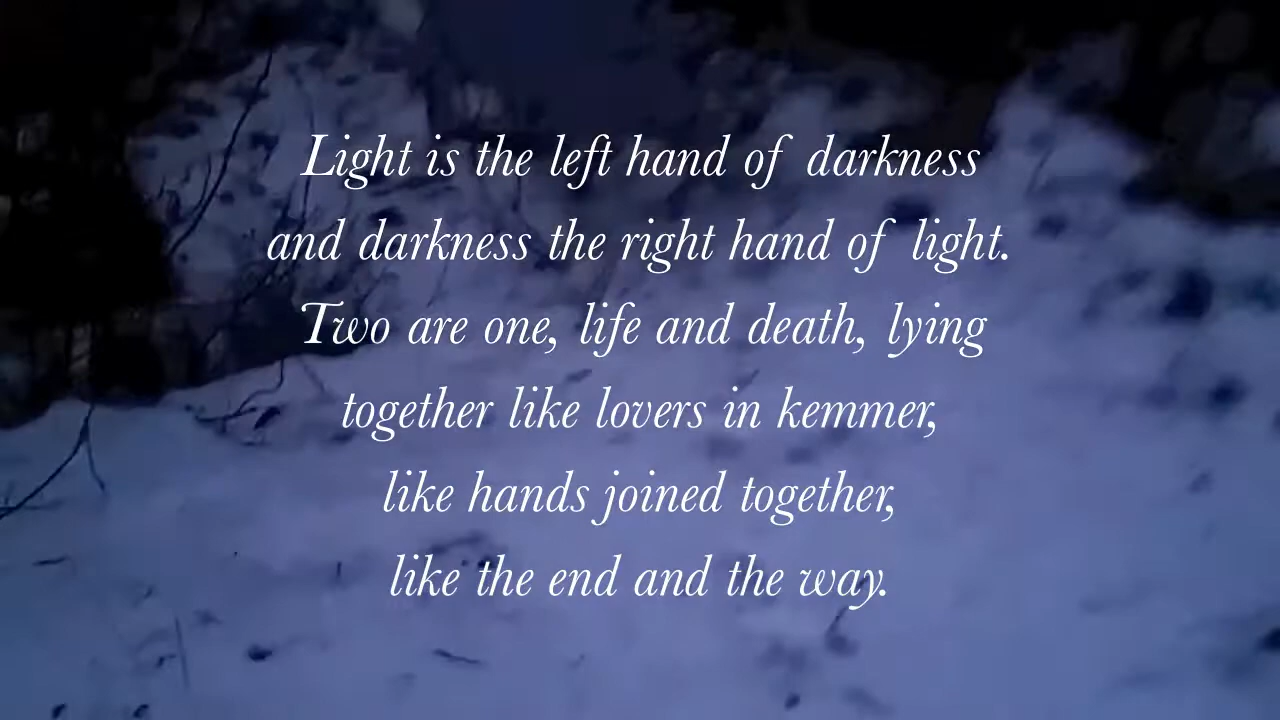 Light is the left hand of darkness
and darkness the right hand of light.
Two are one, life and death, lying
together like lovers in kemmer,
like hands joined together,
like the end and the way.